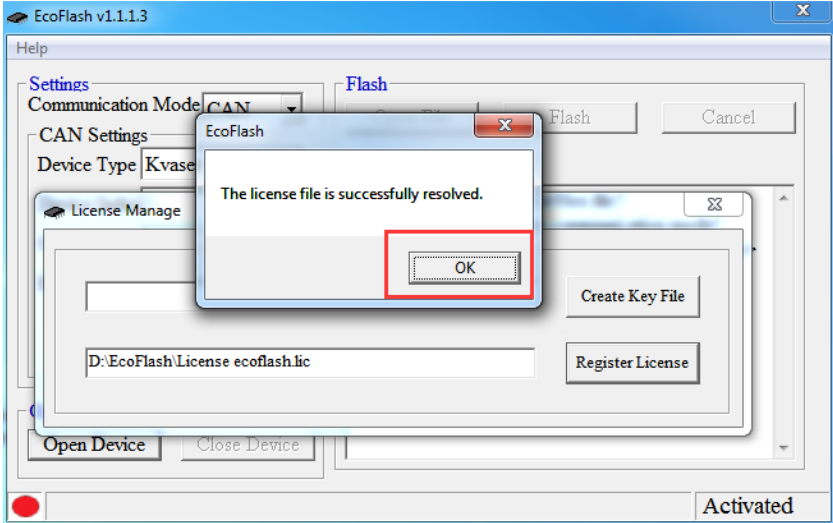 EcoFlash v1.1.1.3
Help
Settings
Communication Mode CAN
CAN Settings
Device Type Kvase
Flash
Flash
Cancel
EcoFlash
The license file is successfully resolved.
OK
License Manage
Create Key File
D:\EcoFlash\License ecoflash.lic
Register License
Open Device
Close Device
Activated